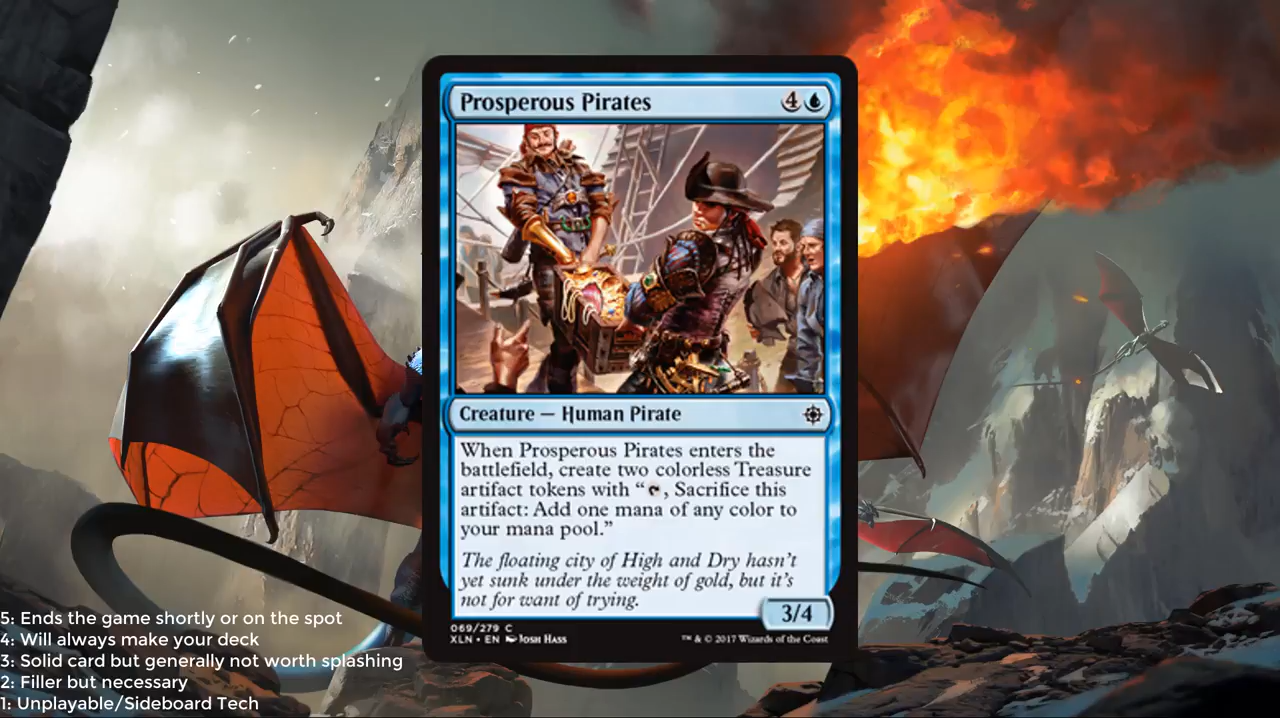 Prosperous Pirates
4
Creature — Human Pirate
When Prosperous Pirates enters the
battlefield, create two colorless Treasure
artifact tokens with “, Sacrifice this
artifact: Add one mana of any color to
your mana pool.”
The floating city of High and Dry hasn't
yet sunk under the weight of gold, but it's
not for want of trying.
3/4
069/279 C
XLN • EN Josh Hass
™ & © 2017 Wizards of the Coast
5: Ends the game shortly or on the spot
4: Will always make your deck
3: Solid card but generally not worth splashing
2: Filler but necessary
1: Unplayable/Sideboard Tech